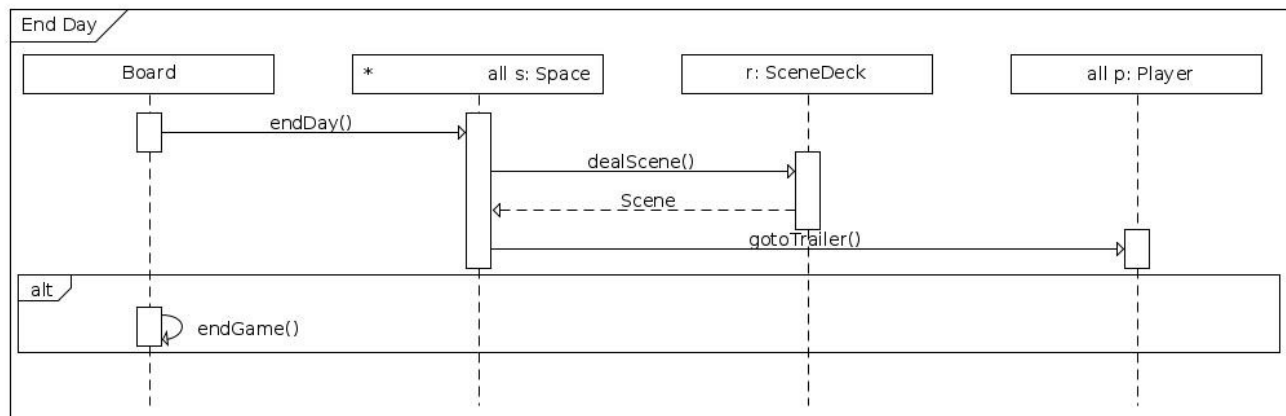 End Day
Board
* all s: Space
r: SceneDeck
all p: Player
endDay()
dealScene()
Scene
gotoTrailer()
alt
endGame()